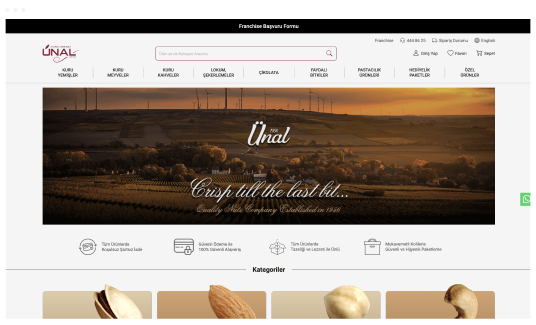 Franchise Başvuru Formu
Franchise
444 86 25
Sipariş Durumu
English
ÜNAL
Giriş Yap
Favori
Sepet
KURU YEMİŞLER
KURU MEYVELER
KURU KAHVELER
LOKUM, ŞEKERLEMELER
ÇİKOLATA
FAYDALI BİTKİLER
PASTACILIK ÜRÜNLERİ
HEDİYELİK PAKETLER
ÖZEL ÜRÜNLER
Ünal
Crisp till the last bit...
Quality Nuts Company Established in 1946
Tüm Ürünlerde
Koşulsuz Şartsız İade
Güvenli Ödeme ile
100% Güvenli Alışveriş
Tüm Ürünlerde
Tazeliği ve Lezzeti ile Ünlü
Mukavemetli Kolilerle
Güvenli ve Hijyenik Paketleme
Kategoriler